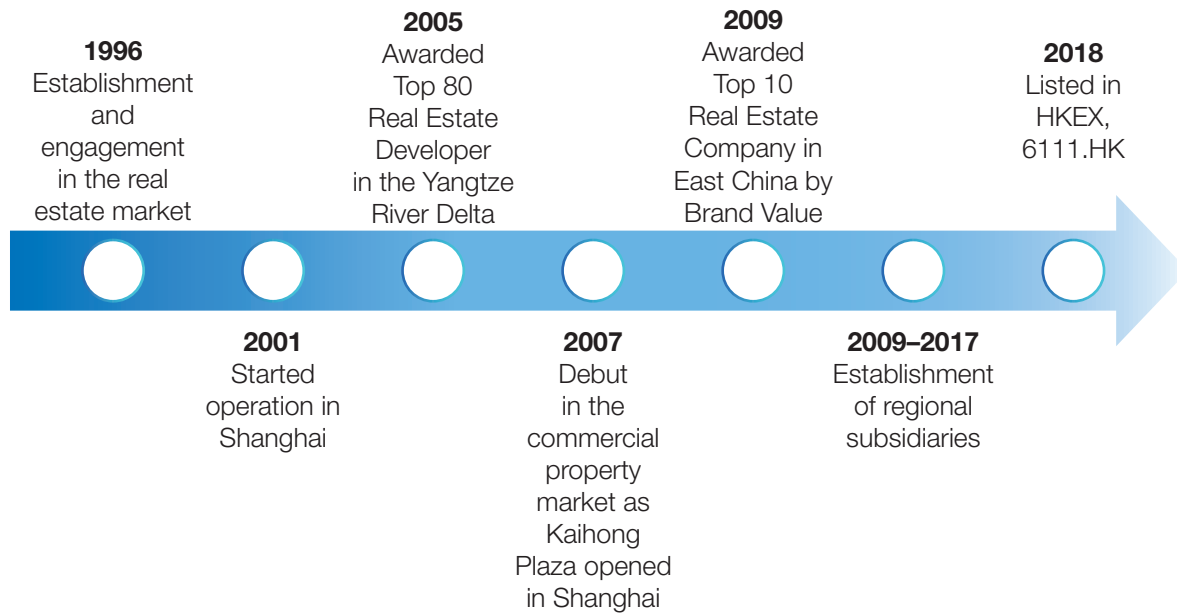 1996
Establishment
and
engagement
in the real
estate market
2001
Started
operation in
Shanghai
2005
Awarded
Top 80
Real Estate
Developer
in the Yangtze
River Delta
2007
Debut
in the
commercial
property
market as
Kaihong
Plaza opened
in Shanghai
2009
Awarded
Top 10
Real Estate
Company in
East China by
Brand Value
2009–2017
Establishment
of regional
subsidiaries
2018
Listed in
HKEX,
6111.HK